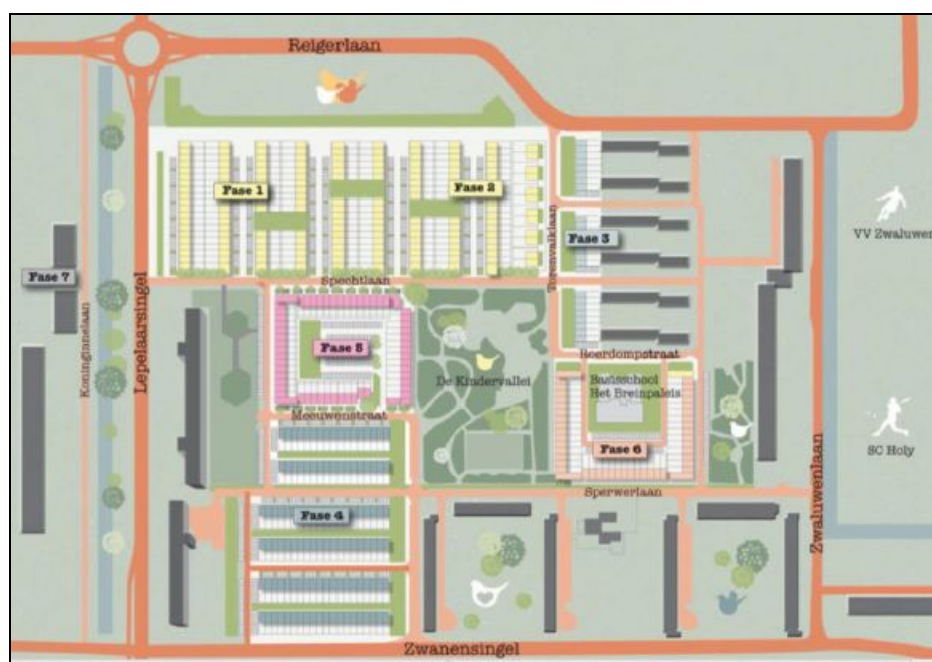 Reigerlaan
Fase 1
Fase 2
Fase 3
Torenvalklaan
VV Zwaluwen
Fase 7
Spechtlaan
Koninginnelaan
Lepelaarsingel
Fase 5
De Kindervallei
Roerdompstraat
Basisschool
Het Breinpaleis
Meeuwenstraat
SC Holy
Fase 6
Sperwerlaan
Zwaluwenlaan
Fase 4
Zwanensingel